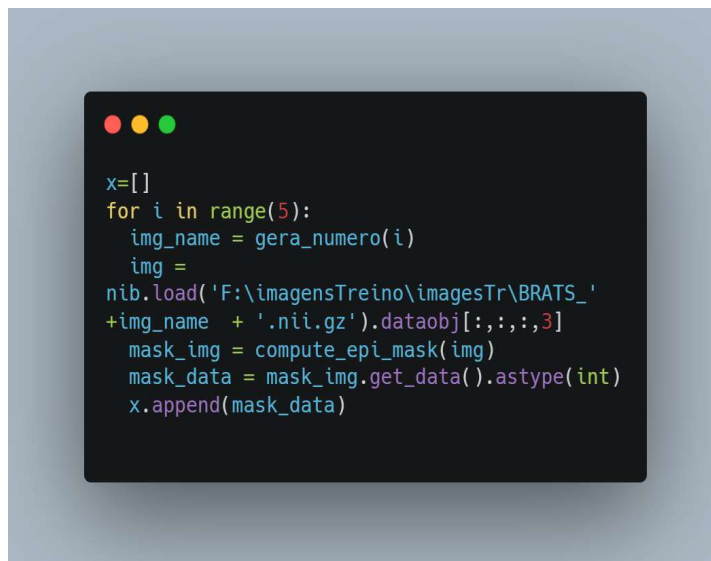 x=[]
for i in range(5):
  img_name = gera_numero(i)
  img =
nib.load('F:\imagensTreino\imagesTr\BRATS_'
+img_name  + '.nii.gz').dataobj[:,:,:,3]
  mask_img = compute_epi_mask(img)
  mask_data = mask_img.get_data().astype(int)
  x.append(mask_data)